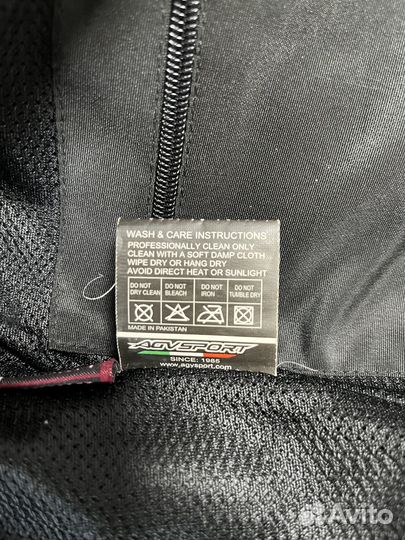 WASH & CARE INSTRUCTIONS
PROFESSIONALLY CLEAN ONLY
CLEAN WITH A SOFT DAMP CLOTH
WIPE DRY OR HANG DRY
AVOID DIRECT HEAT OR SUNLIGHT
DO NOT DRY CLEAN
DO NOT BLEACH
DO NOT IRON
DO NOT TUMBLE DRY
MADE IN PAKISTAN
AGVSPORT
SINCE: 1985
www.agvsport.com
Avito